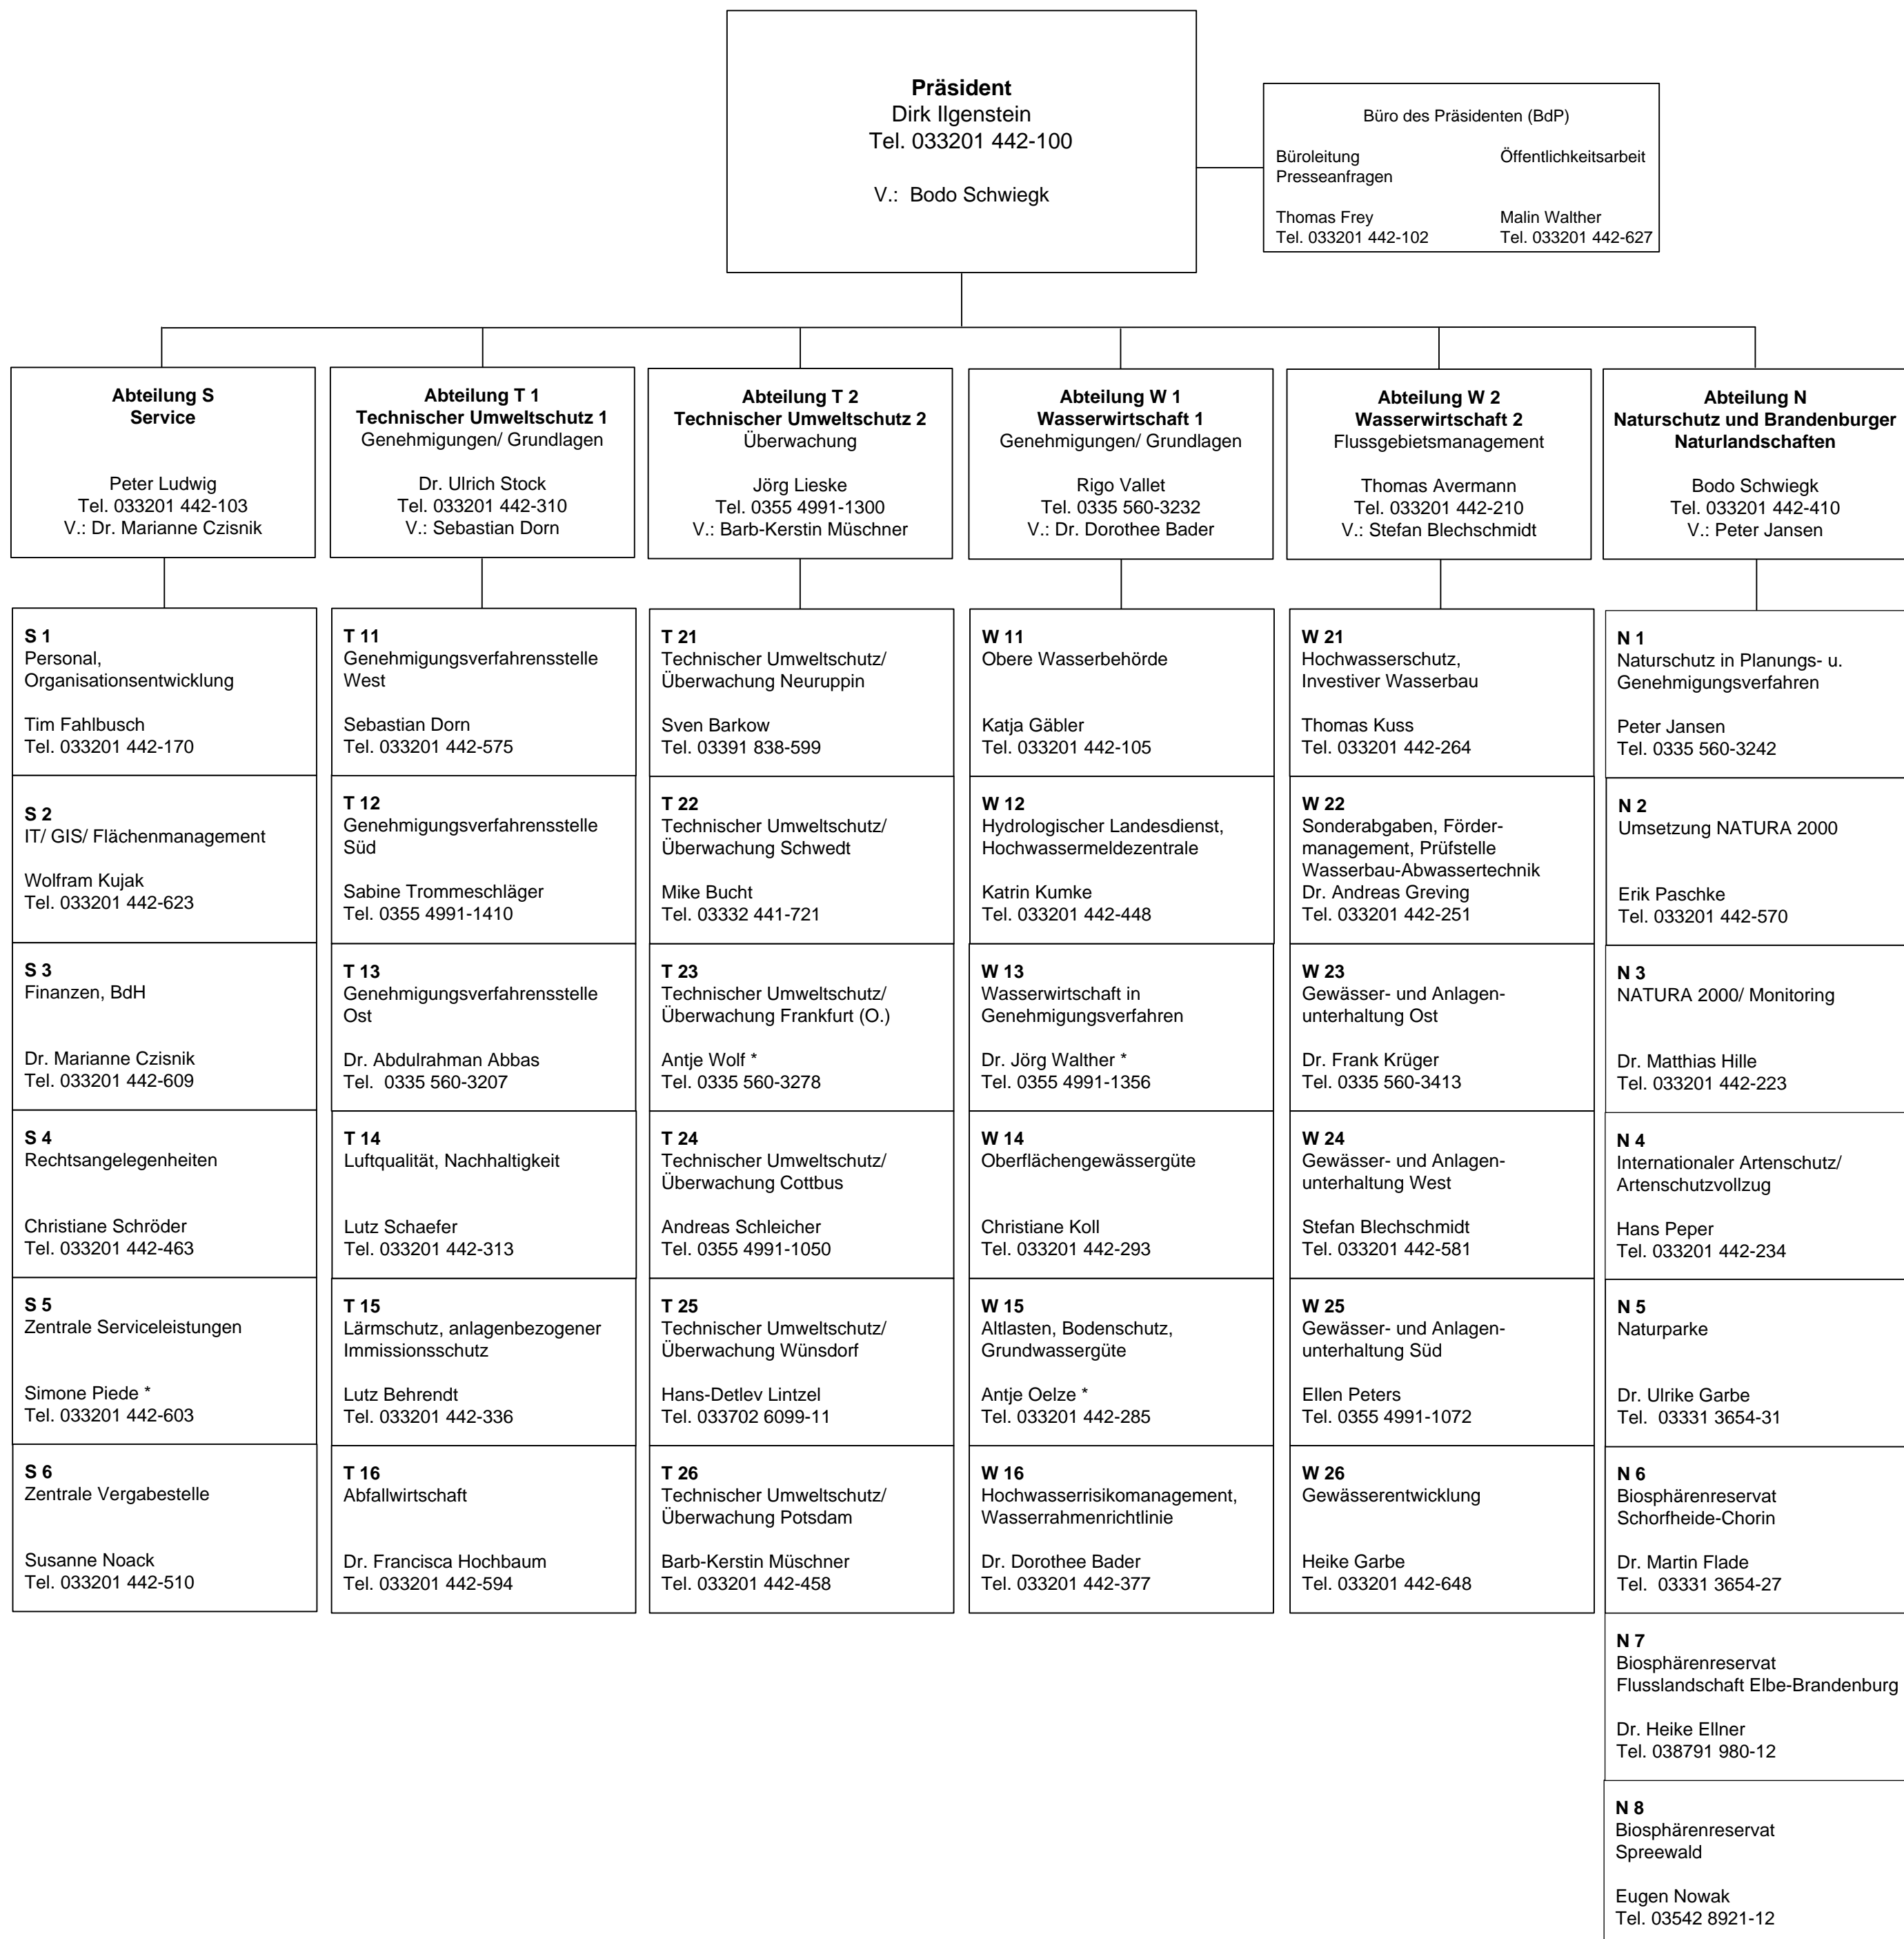 Präsident
Dirk Ilgenstein
Tel. 033201 442-100
V.: Bodo Schwiegk
Büro des Präsidenten (BdP)
Büroleitung
Presseanfragen
Thomas Frey
Tel. 033201 442-102
Öffentlichkeitsarbeit
Malin Walther
Tel. 033201 442-627
Abteilung S
Service
Peter Ludwig
Tel. 033201 442-103
V.: Dr. Marianne Czisnik
Abteilung T 1
Technischer Umweltschutz 1
Genehmigungen/ Grundlagen
Dr. Ulrich Stock
Tel. 033201 442-310
V.: Sebastian Dorn
Abteilung T 2
Technischer Umweltschutz 2
Überwachung
Jörg Lieske
Tel. 0355 4991-1300
V.: Barb-Kerstin Müschner
Abteilung W 1
Wasserwirtschaft 1
Genehmigungen/ Grundlagen
Rigo Vallet
Tel. 0335 560-3232
V.: Dr. Dorothee Bader
Abteilung W 2
Wasserwirtschaft 2
Flussgebietsmanagement
Thomas Avermann
Tel. 033201 442-210
V.: Stefan Blechschmidt
Abteilung N
Naturschutz und Brandenburger
Naturlandschaften
Bodo Schwiegk
Tel. 033201 442-410
V.: Peter Jansen
S 1
Personal,
Organisationsentwicklung
Tim Fahlbusch
Tel. 033201 442-170
S 2
IT/ GIS/ Flächenmanagement
Wolfram Kujak
Tel. 033201 442-623
S 3
Finanzen, BdH
Dr. Marianne Czisnik
Tel. 033201 442-609
S 4
Rechtsangelegenheiten
Christiane Schröder
Tel. 033201 442-463
S 5
Zentrale Serviceleistungen
Simone Piede *
Tel. 033201 442-603
S 6
Zentrale Vergabestelle
Susanne Noack
Tel. 033201 442-510
T 11
Genehmigungsverfahrensstelle
West
Sebastian Dorn
Tel. 033201 442-575
T 12
Genehmigungsverfahrensstelle
Süd
Sabine Trommeschläger
Tel. 0355 4991-1410
T 13
Genehmigungsverfahrensstelle
Ost
Dr. Abdulrahman Abbas
Tel. 0335 560-3207
T 14
Luftqualität, Nachhaltigkeit
Lutz Schaefer
Tel. 033201 442-313
T 15
Lärmschutz, anlagenbezogener
Immissionsschutz
Lutz Behrendt
Tel. 033201 442-336
T 16
Abfallwirtschaft
Dr. Francisca Hochbaum
Tel. 033201 442-594
T 21
Technischer Umweltschutz/
Überwachung Neuruppin
Sven Barkow
Tel. 03391 838-599
T 22
Technischer Umweltschutz/
Überwachung Schwedt
Mike Bucht
Tel. 03332 441-721
T 23
Technischer Umweltschutz/
Überwachung Frankfurt (O.)
Antje Wolf *
Tel. 0335 560-3278
T 24
Technischer Umweltschutz/
Überwachung Cottbus
Andreas Schleicher
Tel. 0355 4991-1050
T 25
Technischer Umweltschutz/
Überwachung Wünsdorf
Hans-Detlev Lintzel
Tel. 033702 6099-11
T 26
Technischer Umweltschutz/
Überwachung Potsdam
Barb-Kerstin Müschner
Tel. 033201 442-458
W 11
Obere Wasserbehörde
Katja Gäbler
Tel. 033201 442-105
W 12
Hydrologischer Landesdienst,
Hochwassermeldezentrale
Katrin Kumke
Tel. 033201 442-448
W 13
Wasserwirtschaft in
Genehmigungsverfahren
Dr. Jörg Walther *
Tel. 0355 4991-1356
W 14
Oberflächengewässergüte
Christiane Koll
Tel. 033201 442-293
W 15
Altlasten, Bodenschutz,
Grundwassergüte
Antje Oelze *
Tel. 033201 442-285
W 16
Hochwasserrisikomanagement,
Wasserrahmenrichtlinie
Dr. Dorothee Bader
Tel. 033201 442-377
W 21
Hochwasserschutz,
Investiver Wasserbau
Thomas Kuss
Tel. 033201 442-264
W 22
Sonderabgaben, Förder-
management, Prüfstelle
Wasserbau-Abwassertechnik
Dr. Andreas Greving
Tel. 033201 442-251
W 23
Gewässer- und Anlagen-
unterhaltung Ost
Dr. Frank Krüger
Tel. 0335 560-3413
W 24
Gewässer- und Anlagen-
unterhaltung West
Stefan Blechschmidt
Tel. 033201 442-581
W 25
Gewässer- und Anlagen-
unterhaltung Süd
Ellen Peters
Tel. 0355 4991-1072
W 26
Gewässerentwicklung
Heike Garbe
Tel. 033201 442-648
N 1
Naturschutz in Planungs- u.
Genehmigungsverfahren
Peter Jansen
Tel. 0335 560-3242
N 2
Umsetzung NATURA 2000
Erik Paschke
Tel. 033201 442-570
N 3
NATURA 2000/ Monitoring
Dr. Matthias Hille
Tel. 033201 442-223
N 4
Internationaler Artenschutz/
Artenschutzvollzug
Hans Peper
Tel. 033201 442-234
N 5
Naturparke
Dr. Ulrike Garbe
Tel. 03331 3654-31
N 6
Biosphärenreservat
Schorfheide-Chorin
Dr. Martin Flade
Tel. 03331 3654-27
N 7
Biosphärenreservat
Flusslandschaft Elbe-Brandenburg
Dr. Heike Ellner
Tel. 038791 980-12
N 8
Biosphärenreservat
Spreewald
Eugen Nowak
Tel. 03542 8921-12